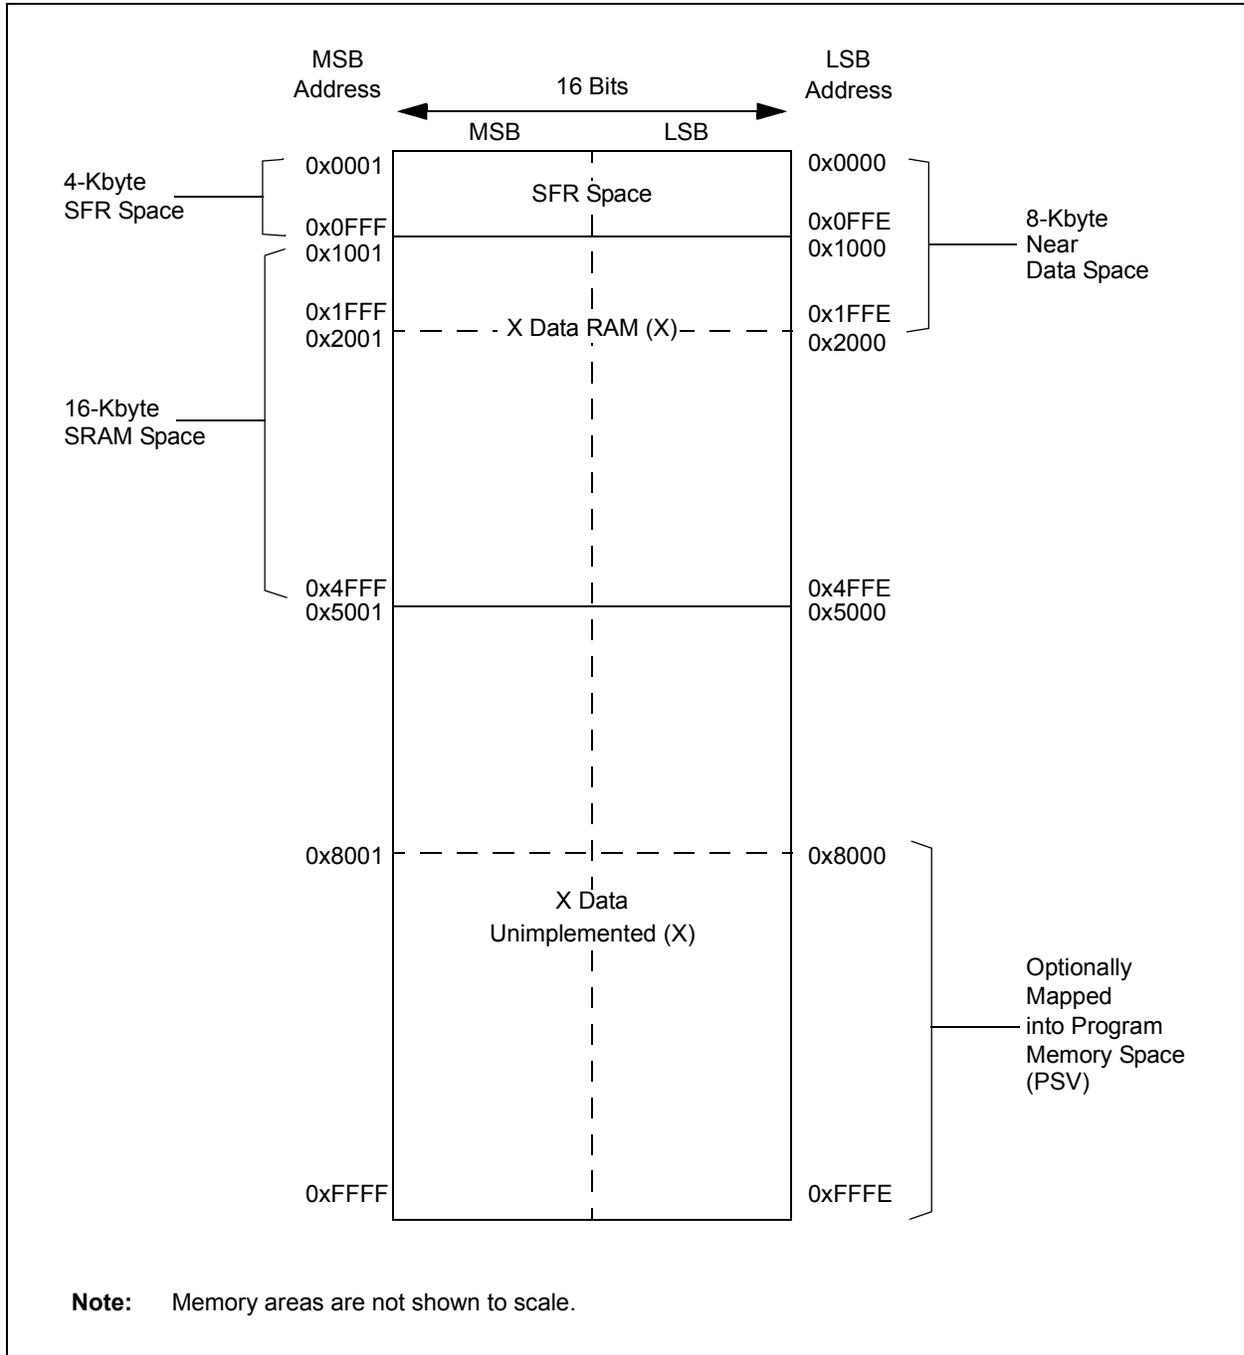 MSB
Address
LSB
Address
16 Bits
MSB
LSB
4-Kbyte
SFR Space
0x0001
0x0FFF
0x1001
SFR Space
0x0000
0x0FFE
0x1000
8-Kbyte
Near
Data Space
0x1FFF
0x2001
X Data RAM (X)
0x1FFE
0x2000
16-Kbyte
SRAM Space
0x4FFF
0x5001
0x4FFE
0x5000
0x8001
0x8000
X Data
Unimplemented (X)
Optionally
Mapped
into Program
Memory Space
(PSV)
0xFFFF
0xFFFE
Note: Memory areas are not shown to scale.